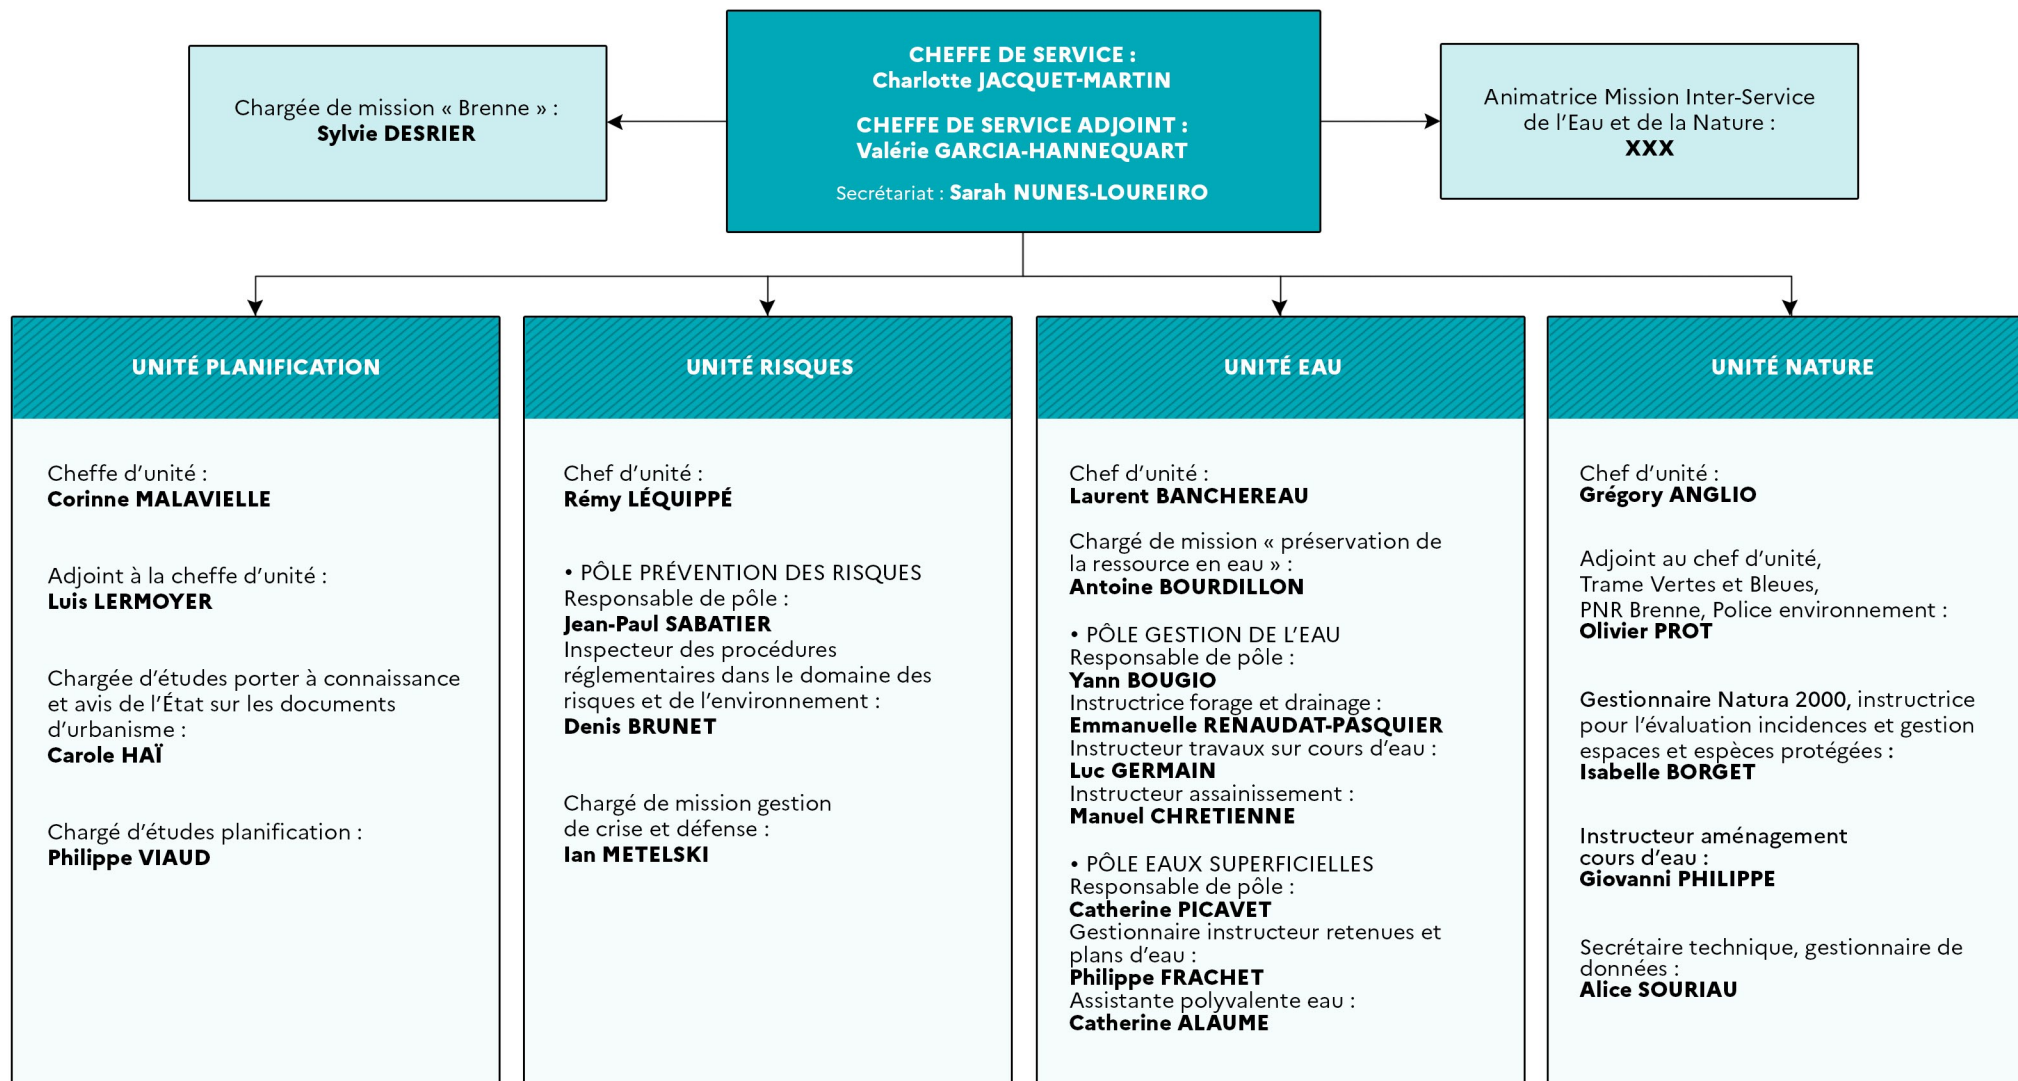 CHEFFE DE SERVICE :
Charlotte JACQUET-MARTIN
CHEFFE DE SERVICE ADJOINT :
Valérie GARCIA-HANNEQUART
Secrétariat : Sarah NUNES-LOUREIRO
Chargée de mission « Brenne » :
Sylvie DESRIER
Animatrice Mission Inter-Service
de l'Eau et de la Nature :
XXX
UNITÉ PLANIFICATION
Cheffe d'unité :
Corinne MALAVIELLE
Adjoint à la cheffe d'unité :
Luis LERMOYER
Chargée d'études porter à connaissance
et avis de l'État sur les documents
d'urbanisme :
Carole HAÏ
Chargé d'études planification :
Philippe VIAUD
UNITÉ RISQUES
Chef d'unité :
Rémy LÉQUIPPÉ
• PÔLE PRÉVENTION DES RISQUES
Responsable de pôle :
Jean-Paul SABATIER
Inspecteur des procédures
réglementaires dans le domaine des
risques et de l'environnement :
Denis BRUNET
Chargé de mission gestion
de crise et défense :
Ian METELSKI
UNITÉ EAU
Chef d'unité :
Laurent BANCHEREAU
Chargé de mission « préservation de
la ressource en eau » :
Antoine BOURDILLON
• PÔLE GESTION DE L'EAU
Responsable de pôle :
Yann BOUGIO
Instructrice forage et drainage :
Emmanuelle RENAUDAT-PASQUIER
Instructeur travaux sur cours d'eau :
Luc GERMAIN
Instructeur assainissement :
Manuel CHRETIENNE
• PÔLE EAUX SUPERFICIELLES
Responsable de pôle :
Catherine PICAVET
Gestionnaire instructeur retenues et
plans d'eau :
Philippe FRACHET
Assistante polyvalente eau :
Catherine ALAUME
UNITÉ NATURE
Chef d'unité :
Grégory ANGLIO
Adjoint au chef d'unité,
Trame Vertes et Bleues,
PNR Brenne, Police environnement :
Olivier PROT
Gestionnaire Natura 2000, instructrice
pour l'évaluation incidences et gestion
espaces et espèces protégées :
Isabelle BORGET
Instructeur aménagement
cours d'eau :
Giovanni PHILIPPE
Secrétaire technique, gestionnaire de
données :
Alice SOURIAU